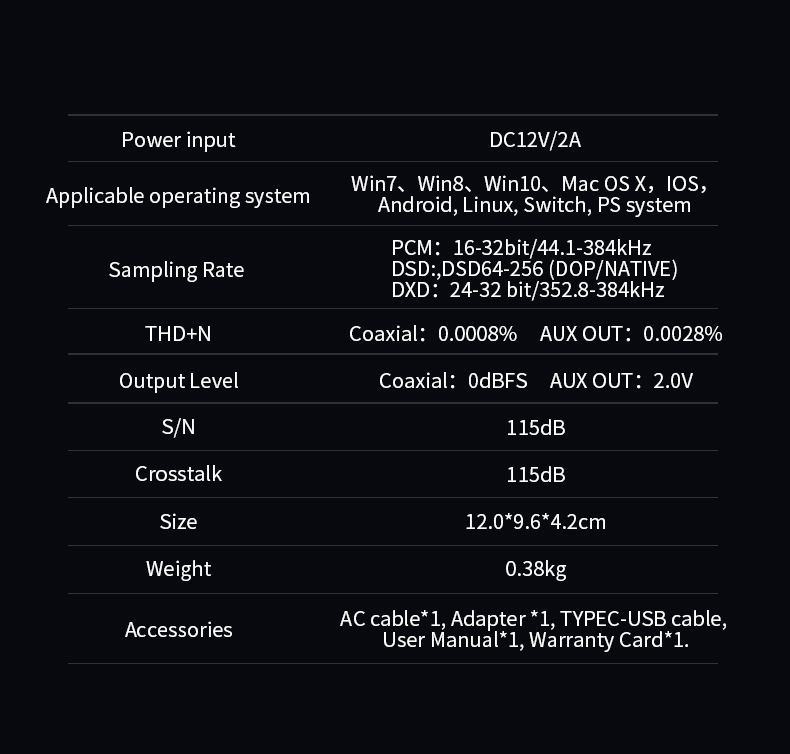 Power input DC12V/2A
Applicable operating system
Win7、Win8、Win10、Mac OS X，IOS，
Android, Linux, Switch, PS system
Sampling Rate
PCM：16-32bit/44.1-384kHz
DSD:,DSD64-256 (DOP/NATIVE)
DXD：24-32 bit/352.8-384kHz
THD+N Coaxial：0.0008% AUX OUT：0.0028%
Output Level Coaxial：0dBFS AUX OUT：2.0V
S/N 115dB
Crosstalk 115dB
Size 12.0*9.6*4.2cm
Weight 0.38kg
Accessories
AC cable*1, Adapter *1, TYPEC-USB cable,
User Manual*1, Warranty Card*1.